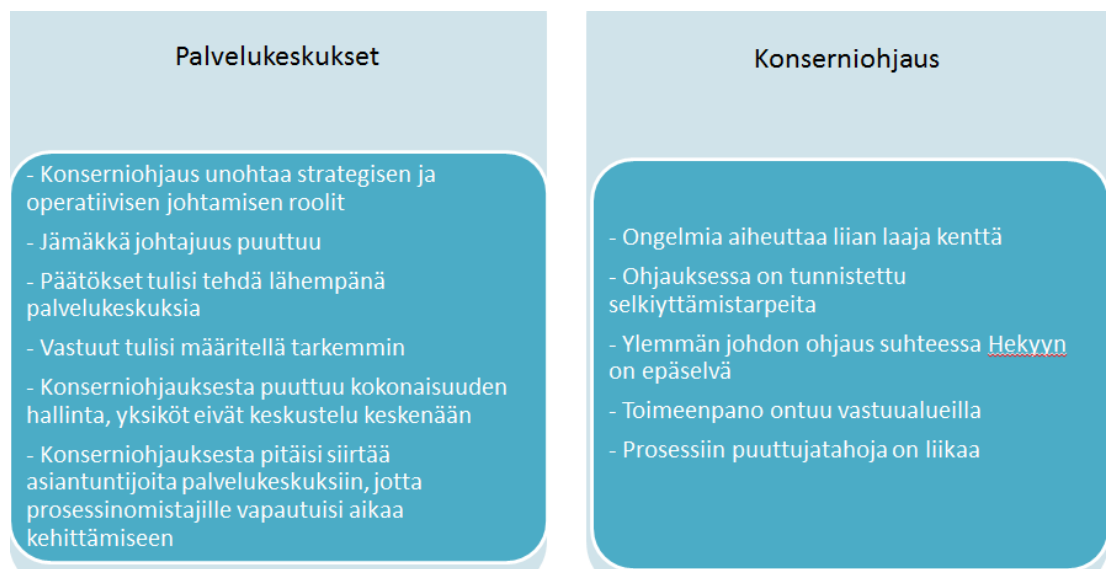 Palvelukeskukset
- Konserniohjaus unohtaa strategisen ja
operatiivisen johtamisen roolit
- Jämäkkä johtajuus puuttuu
- Päätökset tulisi tehdä lähempänä
palvelukeskuksia
- Vastuut tulisi määritellä tarkemmin
- Konserniohjauksesta puuttuu kokonaisuuden
hallinta, yksiköt eivät keskustelu keskenään
- Konserniohjauksesta pitäisi siirtää
asiantuntijoita palvelukeskuksiin, jotta
prosessinomistajille vapautuisi aikaa
kehittämiseen
Konserniohjaus
- Ongelmia aiheuttaa liian laaja kenttä
- Ohjauksessa on tunnistettu
selkiyttämistarpeita
- Ylemmän johdon ohjaus suhteessa Hekyyn
on epäselvä
- Toimeenpano ontuu vastuualueilla
- Prosessiin puuttujatahoja on liikaa